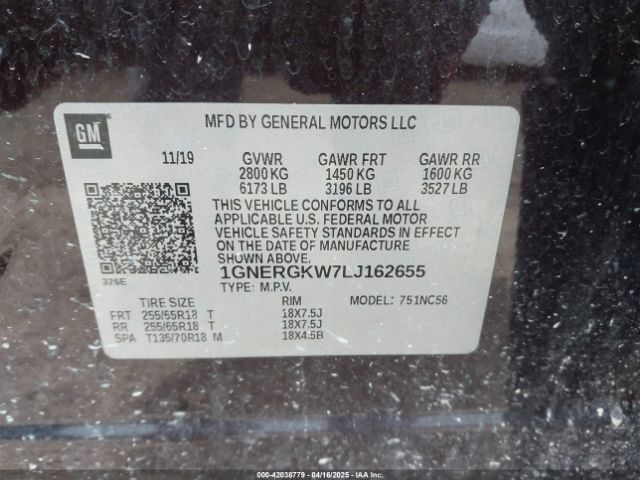 GM
MFD BY GENERAL MOTORS LLC
11/19 GVWR GAWR FRT GAWR RR
2800 KG 1450 KG 1600 KG
6173 LB 3196 LB 3527 LB
THIS VEHICLE CONFORMS TO ALL
APPLICABLE U.S. FEDERAL MOTOR
VEHICLE SAFETY STANDARDS IN EFFECT
ON THE DATE OF MANUFACTURE
SHOWN ABOVE.
326E
1GNERGKW7LJ162655
TYPE: M.P.V.
TIRE SIZE RIM MODEL: 751NC56
FRT 255/65R18 T 18X7.5J
RR 255/65R18 T 18X7.5J
SPA T135/70R18 M 18X4.5B
000-42038779 - 04/16/2025 - IAA Inc.